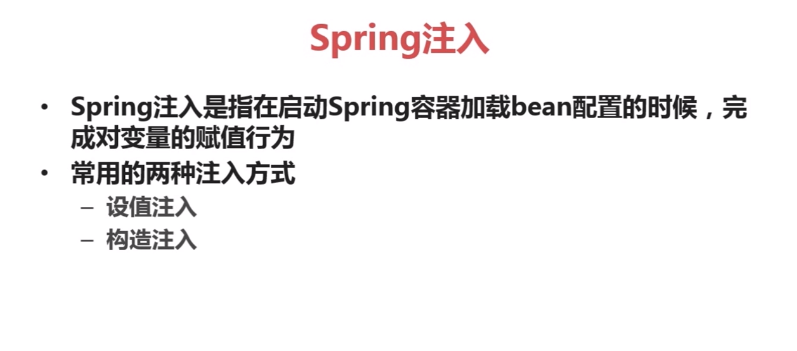 Spring注入
• Spring注入是指在启动Spring容器加载bean配置的时候，完
成对变量的赋值行为
• 常用的两种注入方式
– 设值注入
– 构造注入